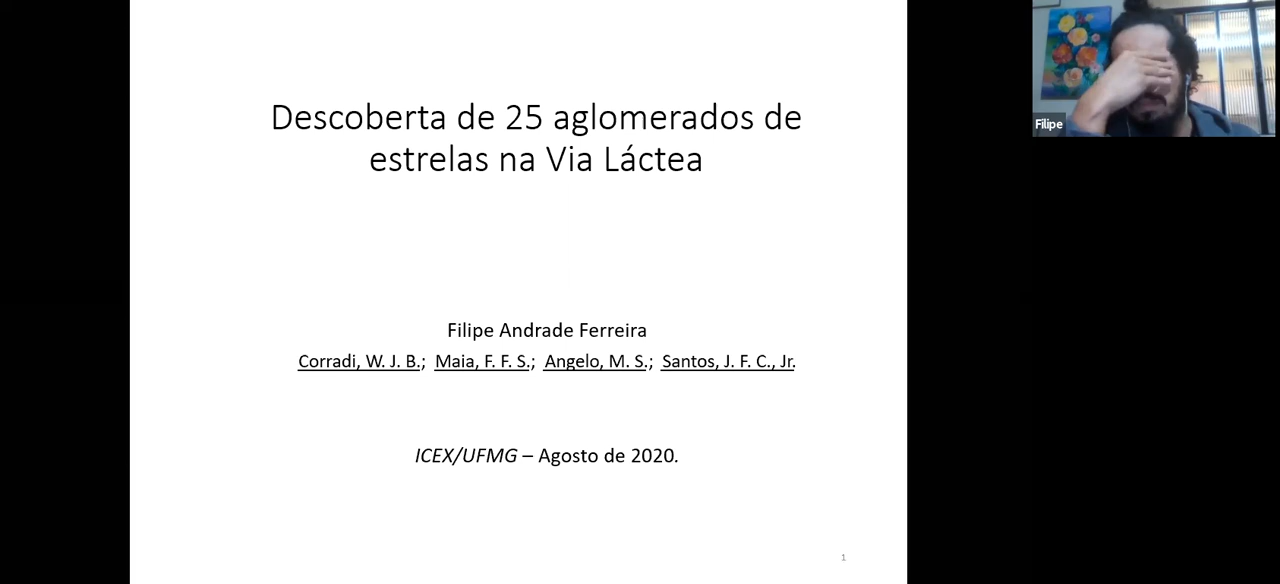 Descoberta de 25 aglomerados de
estrelas na Via Láctea
Filipe Andrade Ferreira
Corradi, W. J. B.; Maia, F. F. S.; Angelo, M. S.; Santos, J. F. C., Jr.
ICEX/UFMG – Agosto de 2020.
1
Filipe